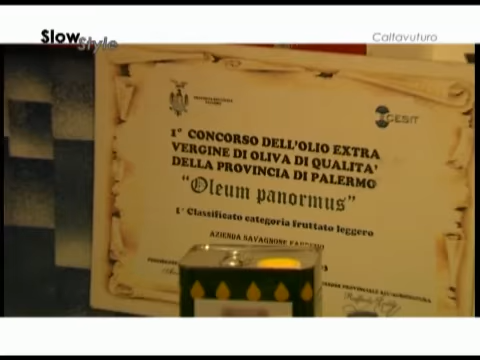 Slow
Style
Caltavuturo
CESIT
1° CONCORSO DELL'OLIO EXTRA
VERGINE DI OLIVA DI QUALITA'
DELLA PROVINCIA DI PALERMO
"Oleum panormus"
1° Classificato categoria fruttato leggero
AZIENDA SAVAGNONE